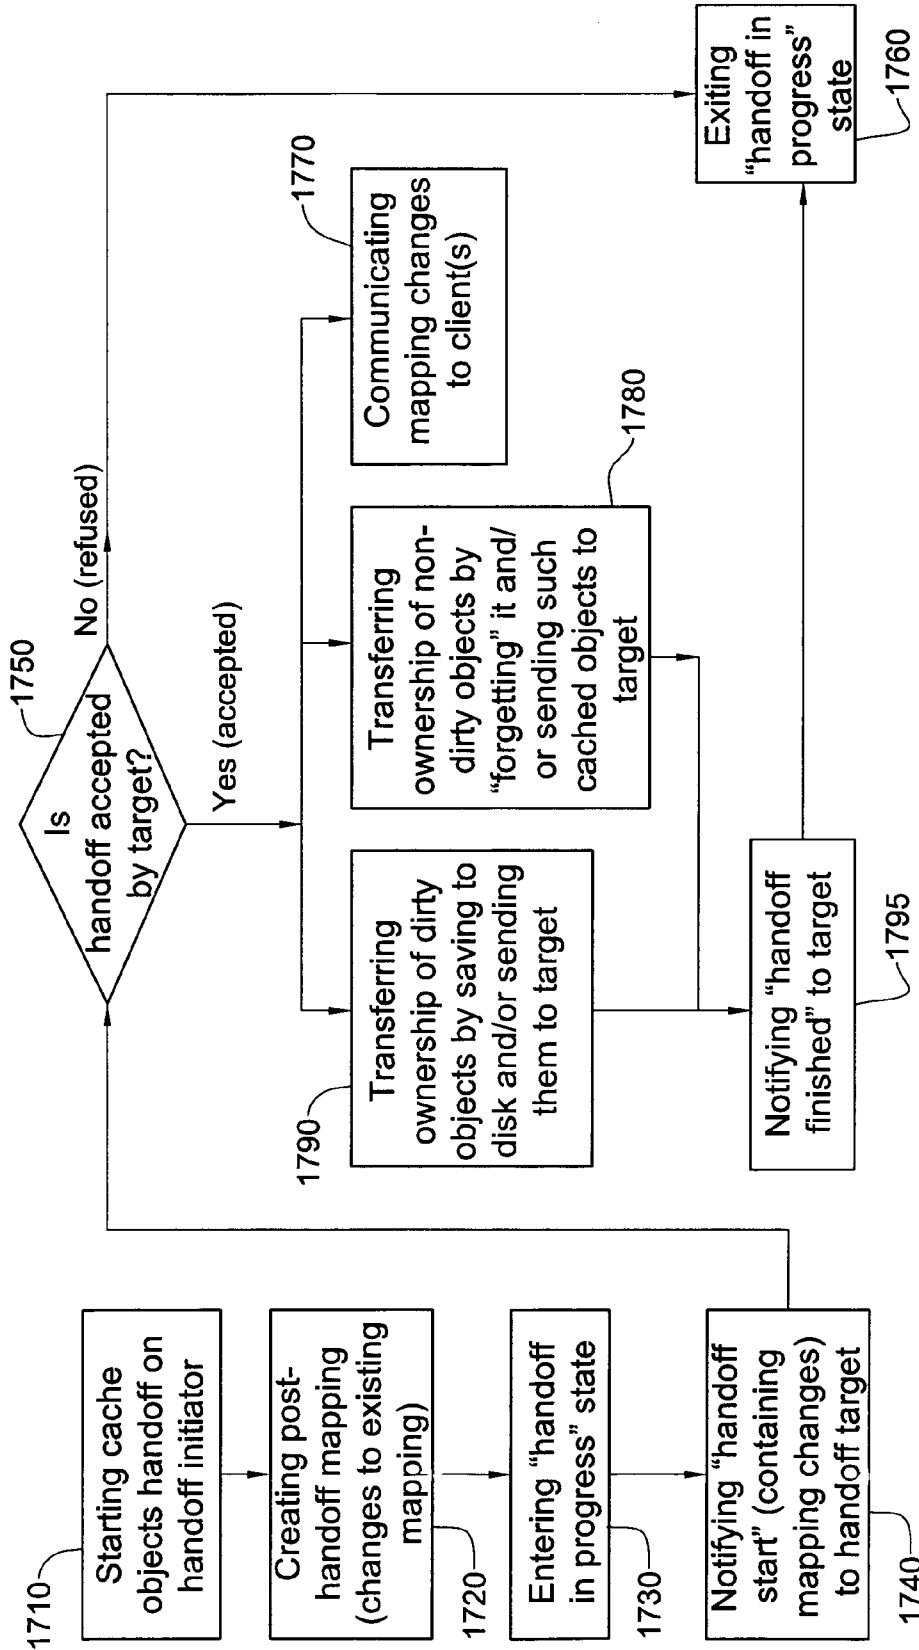 1710
Starting cache
objects handoff on
handoff initiator
Creating post-
handoff mapping
(changes to existing
mapping)
1720
Entering “handoff
in progress” state
1730
Notifying “handoff
start” (containing
mapping changes)
to handoff target
1740
Is
handoff accepted
by target?
1750
No (refused)
Yes (accepted)
1790
Transferring
ownership of dirty
objects by saving to
disk and/or sending
them to target
Transferring
ownership of non-
dirty objects by
“forgetting” it and/
or sending such
cached objects to
target
1780
Communicating
mapping changes
to client(s)
1770
Notifying “handoff
finished” to target
1795
Exiting
“handoff in
progress”
state
1760